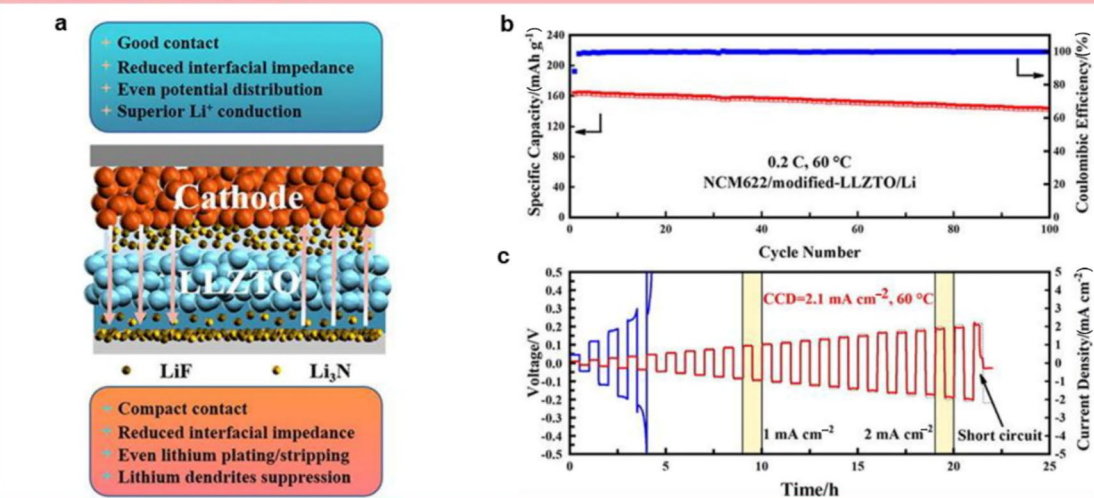 a
+ Good contact
+ Reduced interfacial impedance
+ Even potential distribution
+ Superior Li⁺ conduction
Cathode
LLZTO
LiF
Li₃N
+ Compact contact
+ Reduced interfacial impedance
+ Even lithium plating/stripping
+ Lithium dendrites suppression
b
Specific Capacity/(mAh g⁻¹)
240
200
160
120
80
40
0
0.2 C, 60 °C
NCM622/modified-LLZTO/Li
100
80
60
40
20
0
Coulombic Efficiency/(%)
0 20 40 60 80 100
Cycle Number
c
Voltage/V
0.5
0.4
0.3
0.2
0.1
0.0
-0.1
-0.2
-0.3
-0.4
-0.5
CCD=2.1 mA cm⁻², 60 °C
1 mA cm⁻²
2 mA cm⁻²
Short circuit
5
4
3
2
1
0
-1
-2
-3
-4
-5
Current Density/(mA cm⁻²)
0 5 10 15 20 25
Time/h